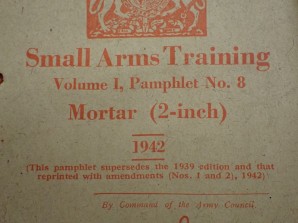 Small Arms Training
Volume I, Pamphlet No. 8
Mortar (2-inch)
1942
(This pamphlet supersedes the 1939 edition and that
reprinted with amendments (Nos. 1 and 2), 1942)
By Command of the Army Council.